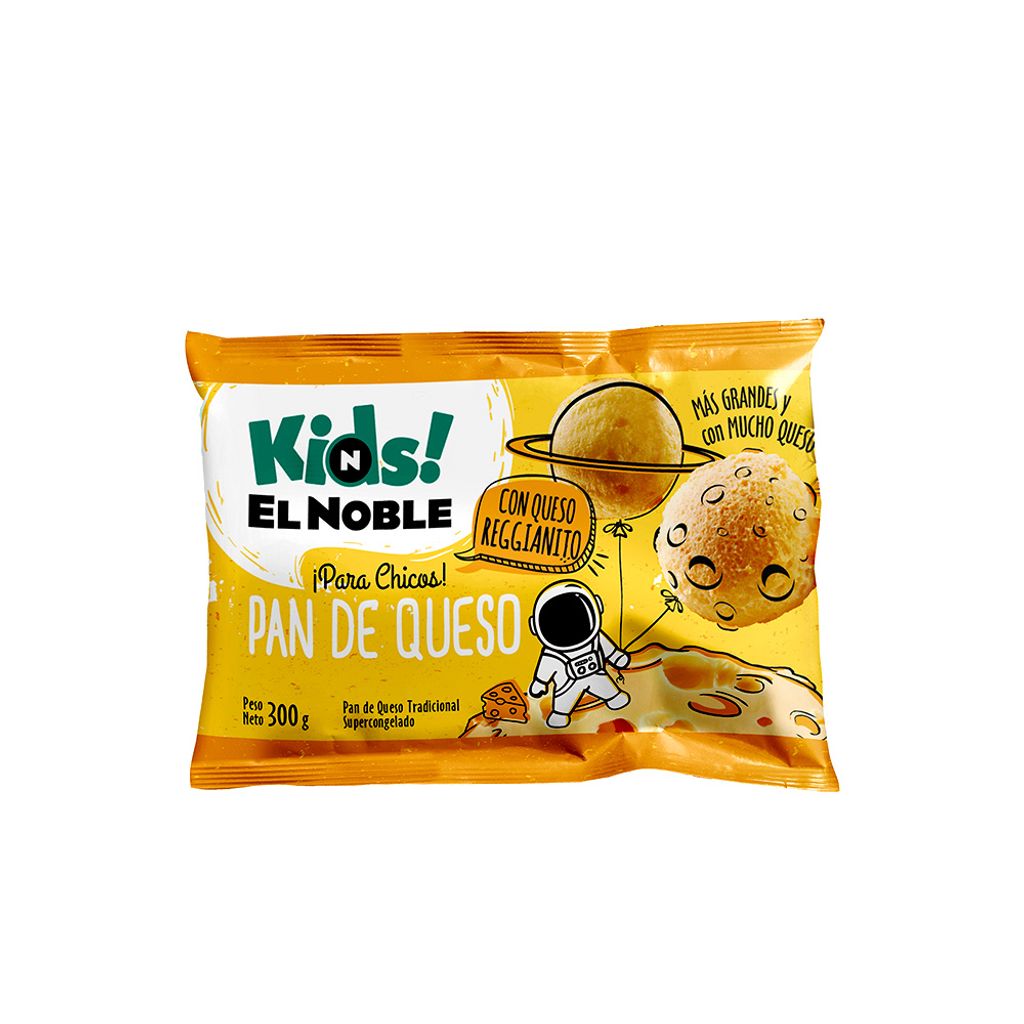 Kids!
N
EL NOBLE
¡Para Chicos!
PAN DE QUESO
CON QUESO
REGGIANITO
MÁS GRANDES y
con MUCHO QUESO
Peso
Neto 300 g
Pan de Queso Tradicional
Supercongelado